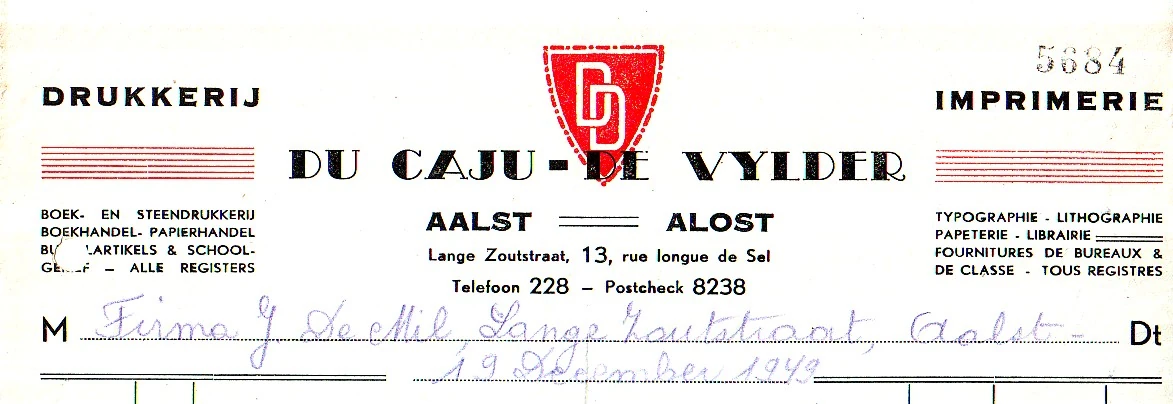 5684
DRUKKERIJ
IMPRIMERIE
DD
DU CAJU - DE VYLDER
BOEK- EN STEENDRUKKERIJ
BOEKHANDEL- PAPIERHANDEL
& SCHOOL-
— ALLE REGISTERS
AALST ALOST
Lange Zoutstraat, 13, rue longue de Sel
Telefoon 228 – Postcheck 8238
TYPOGRAPHIE - LITHOGRAPHIE
PAPETERIE - LIBRAIRIE
FOURNITURES DE BUREAUX &
DE CLASSE - TOUS REGISTRES
M Firma J De Mil, Lange Zoutstraat, Aalst - Dt
19 December 1949